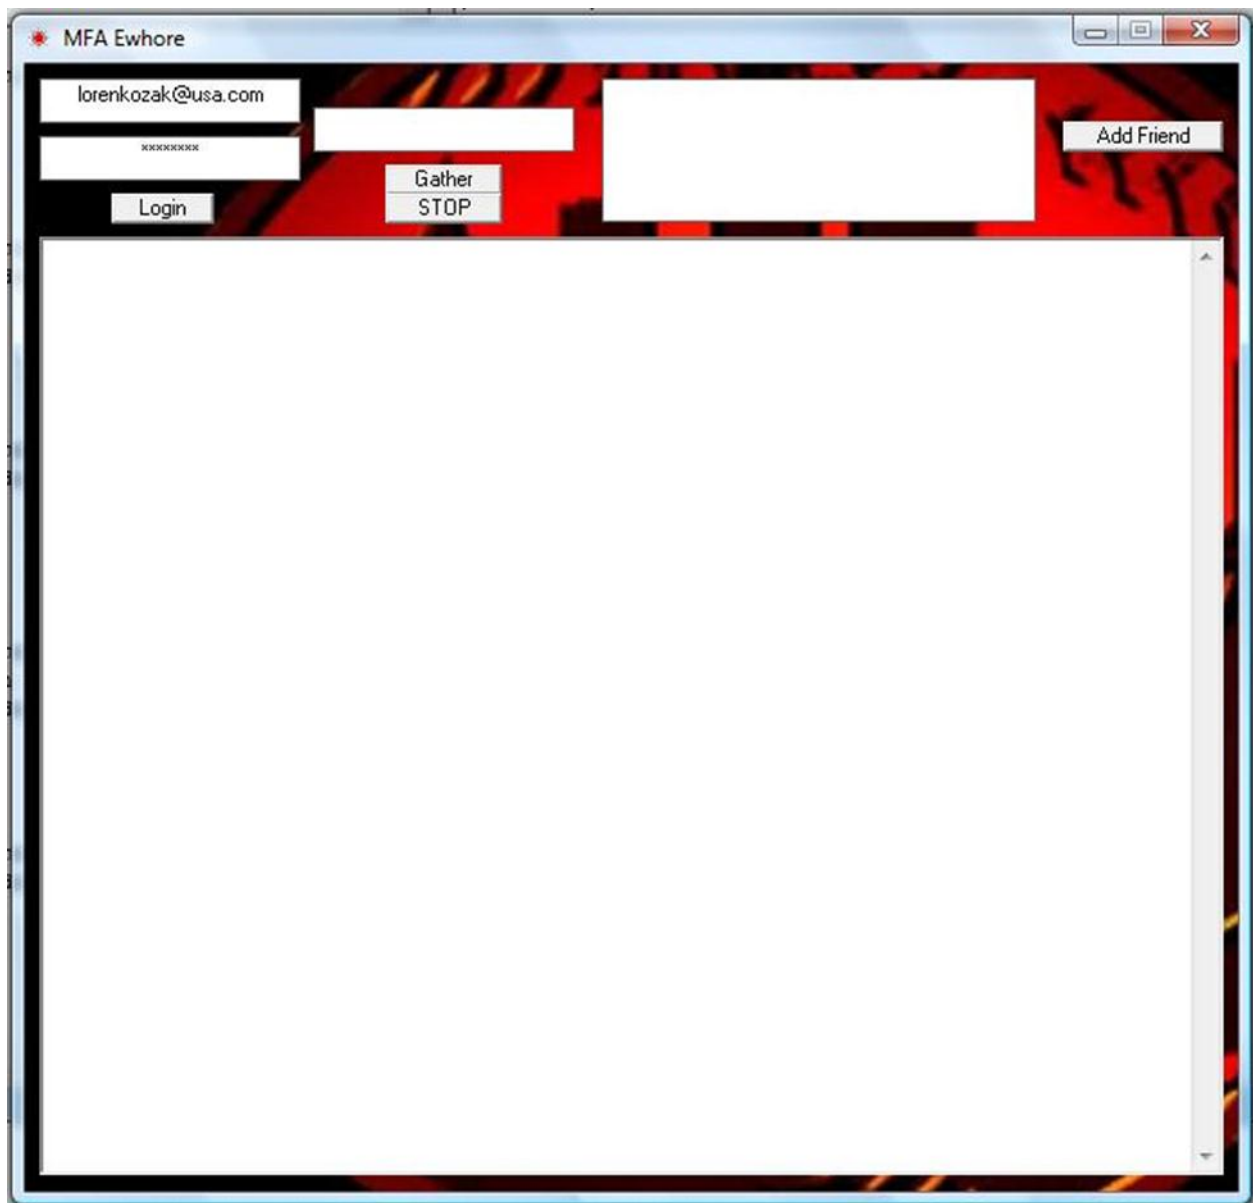 MFA Ewhore
lorenkozak@usa.com
********
Login
Gather
STOP
Add Friend